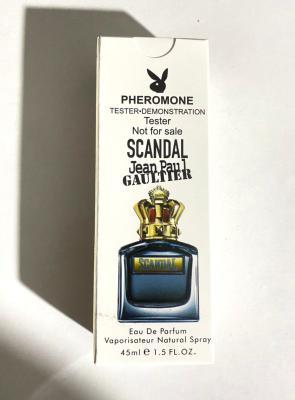 PHEROMONE
TESTER•DEMONSTRATION
Tester
Not for sale
SCANDAL
Jean Paul
GAULTIER
SCANDAL
Eau De Parfum
Vaporisateur Natural Spray
45ml e 1.5 FL.OZ.